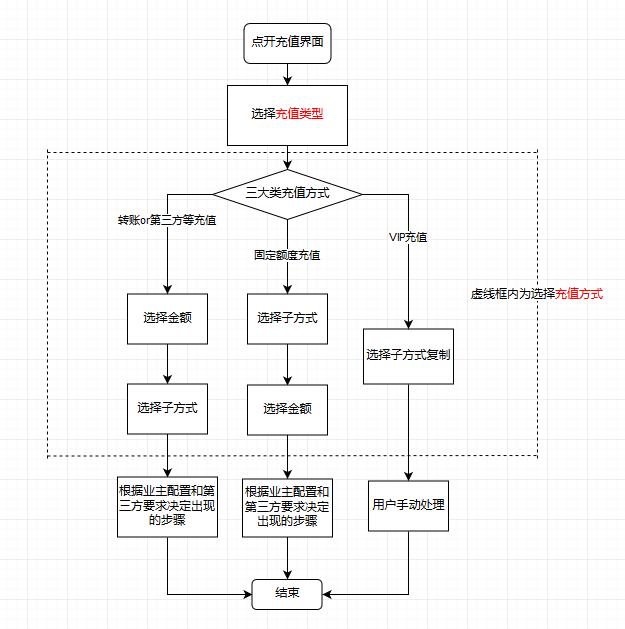 点开充值界面
选择充值类型
三大类充值方式
转账or第三方等充值
VIP充值
固定额度充值
虚线框内为选择充值方式
选择金额
选择子方式
选择子方式复制
选择子方式
选择金额
根据业主配置和第
三方要求决定出现
的步骤
根据业主配置和
第三方要求决定
出现的步骤
用户手动处理
结束